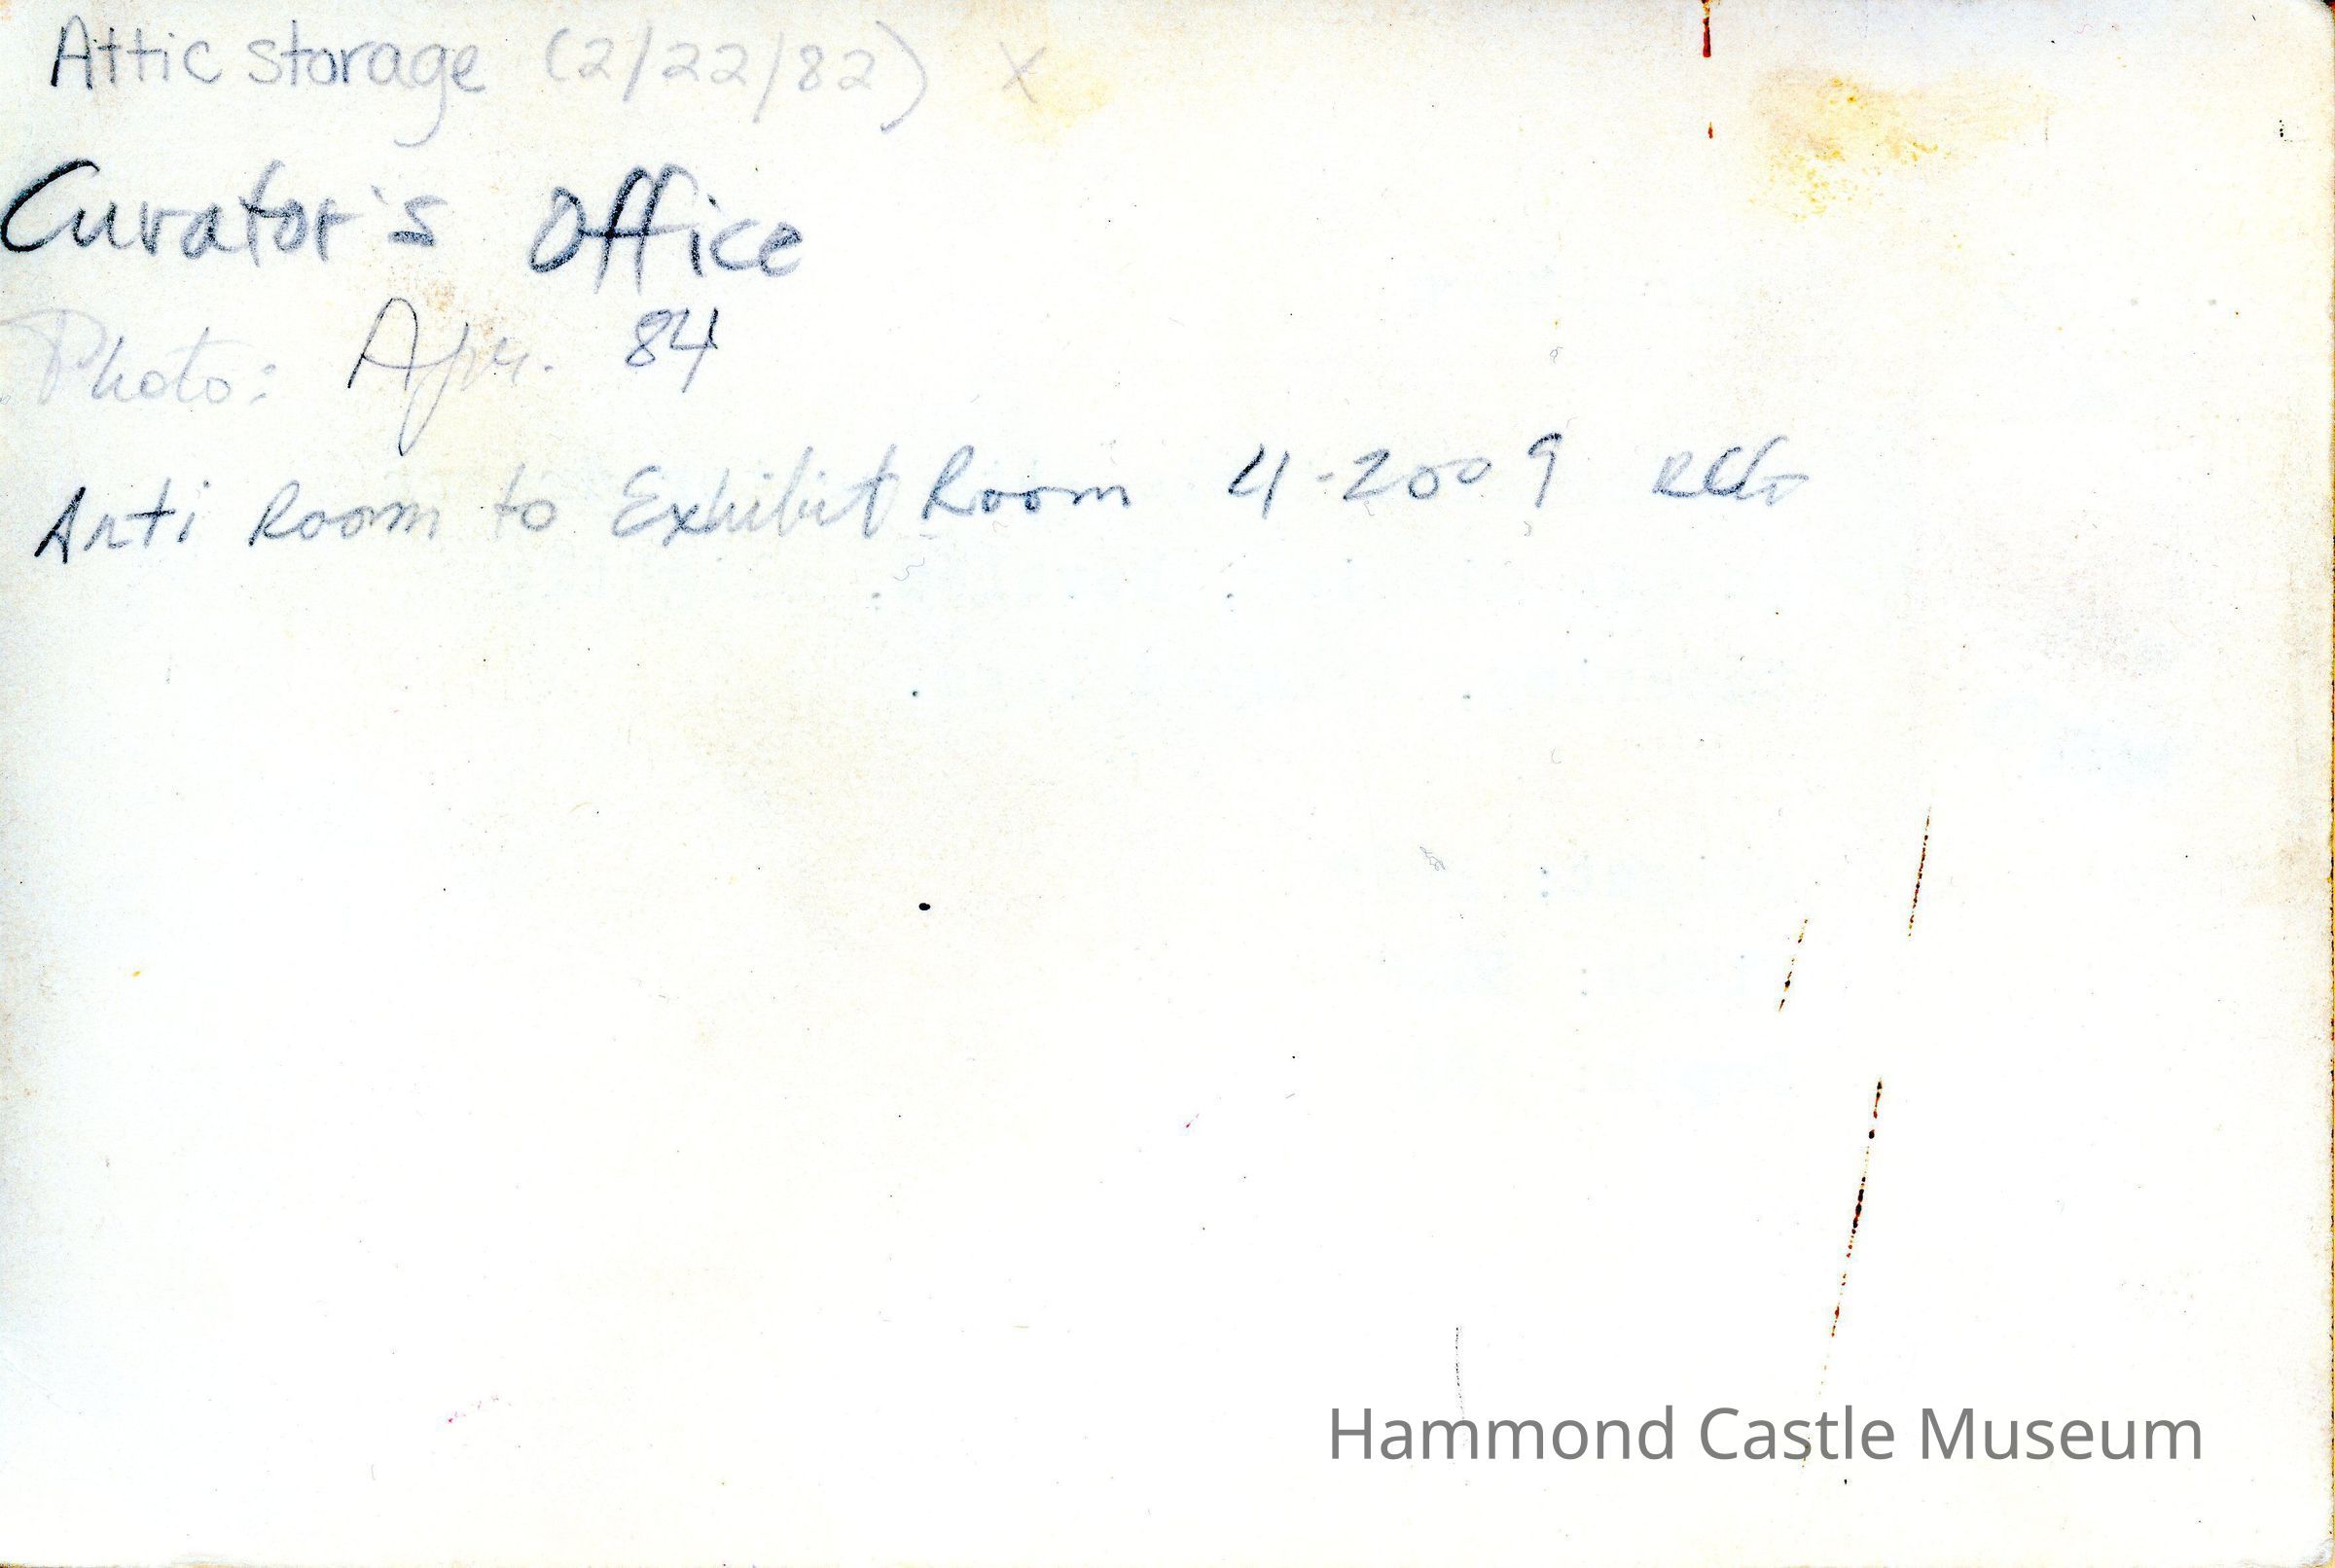 Attic storage (2/22/82) X
Curator's Office
Photo: Apr. 84
Anti Room to Exhibit Room 4-2009
Hammond Castle Museum